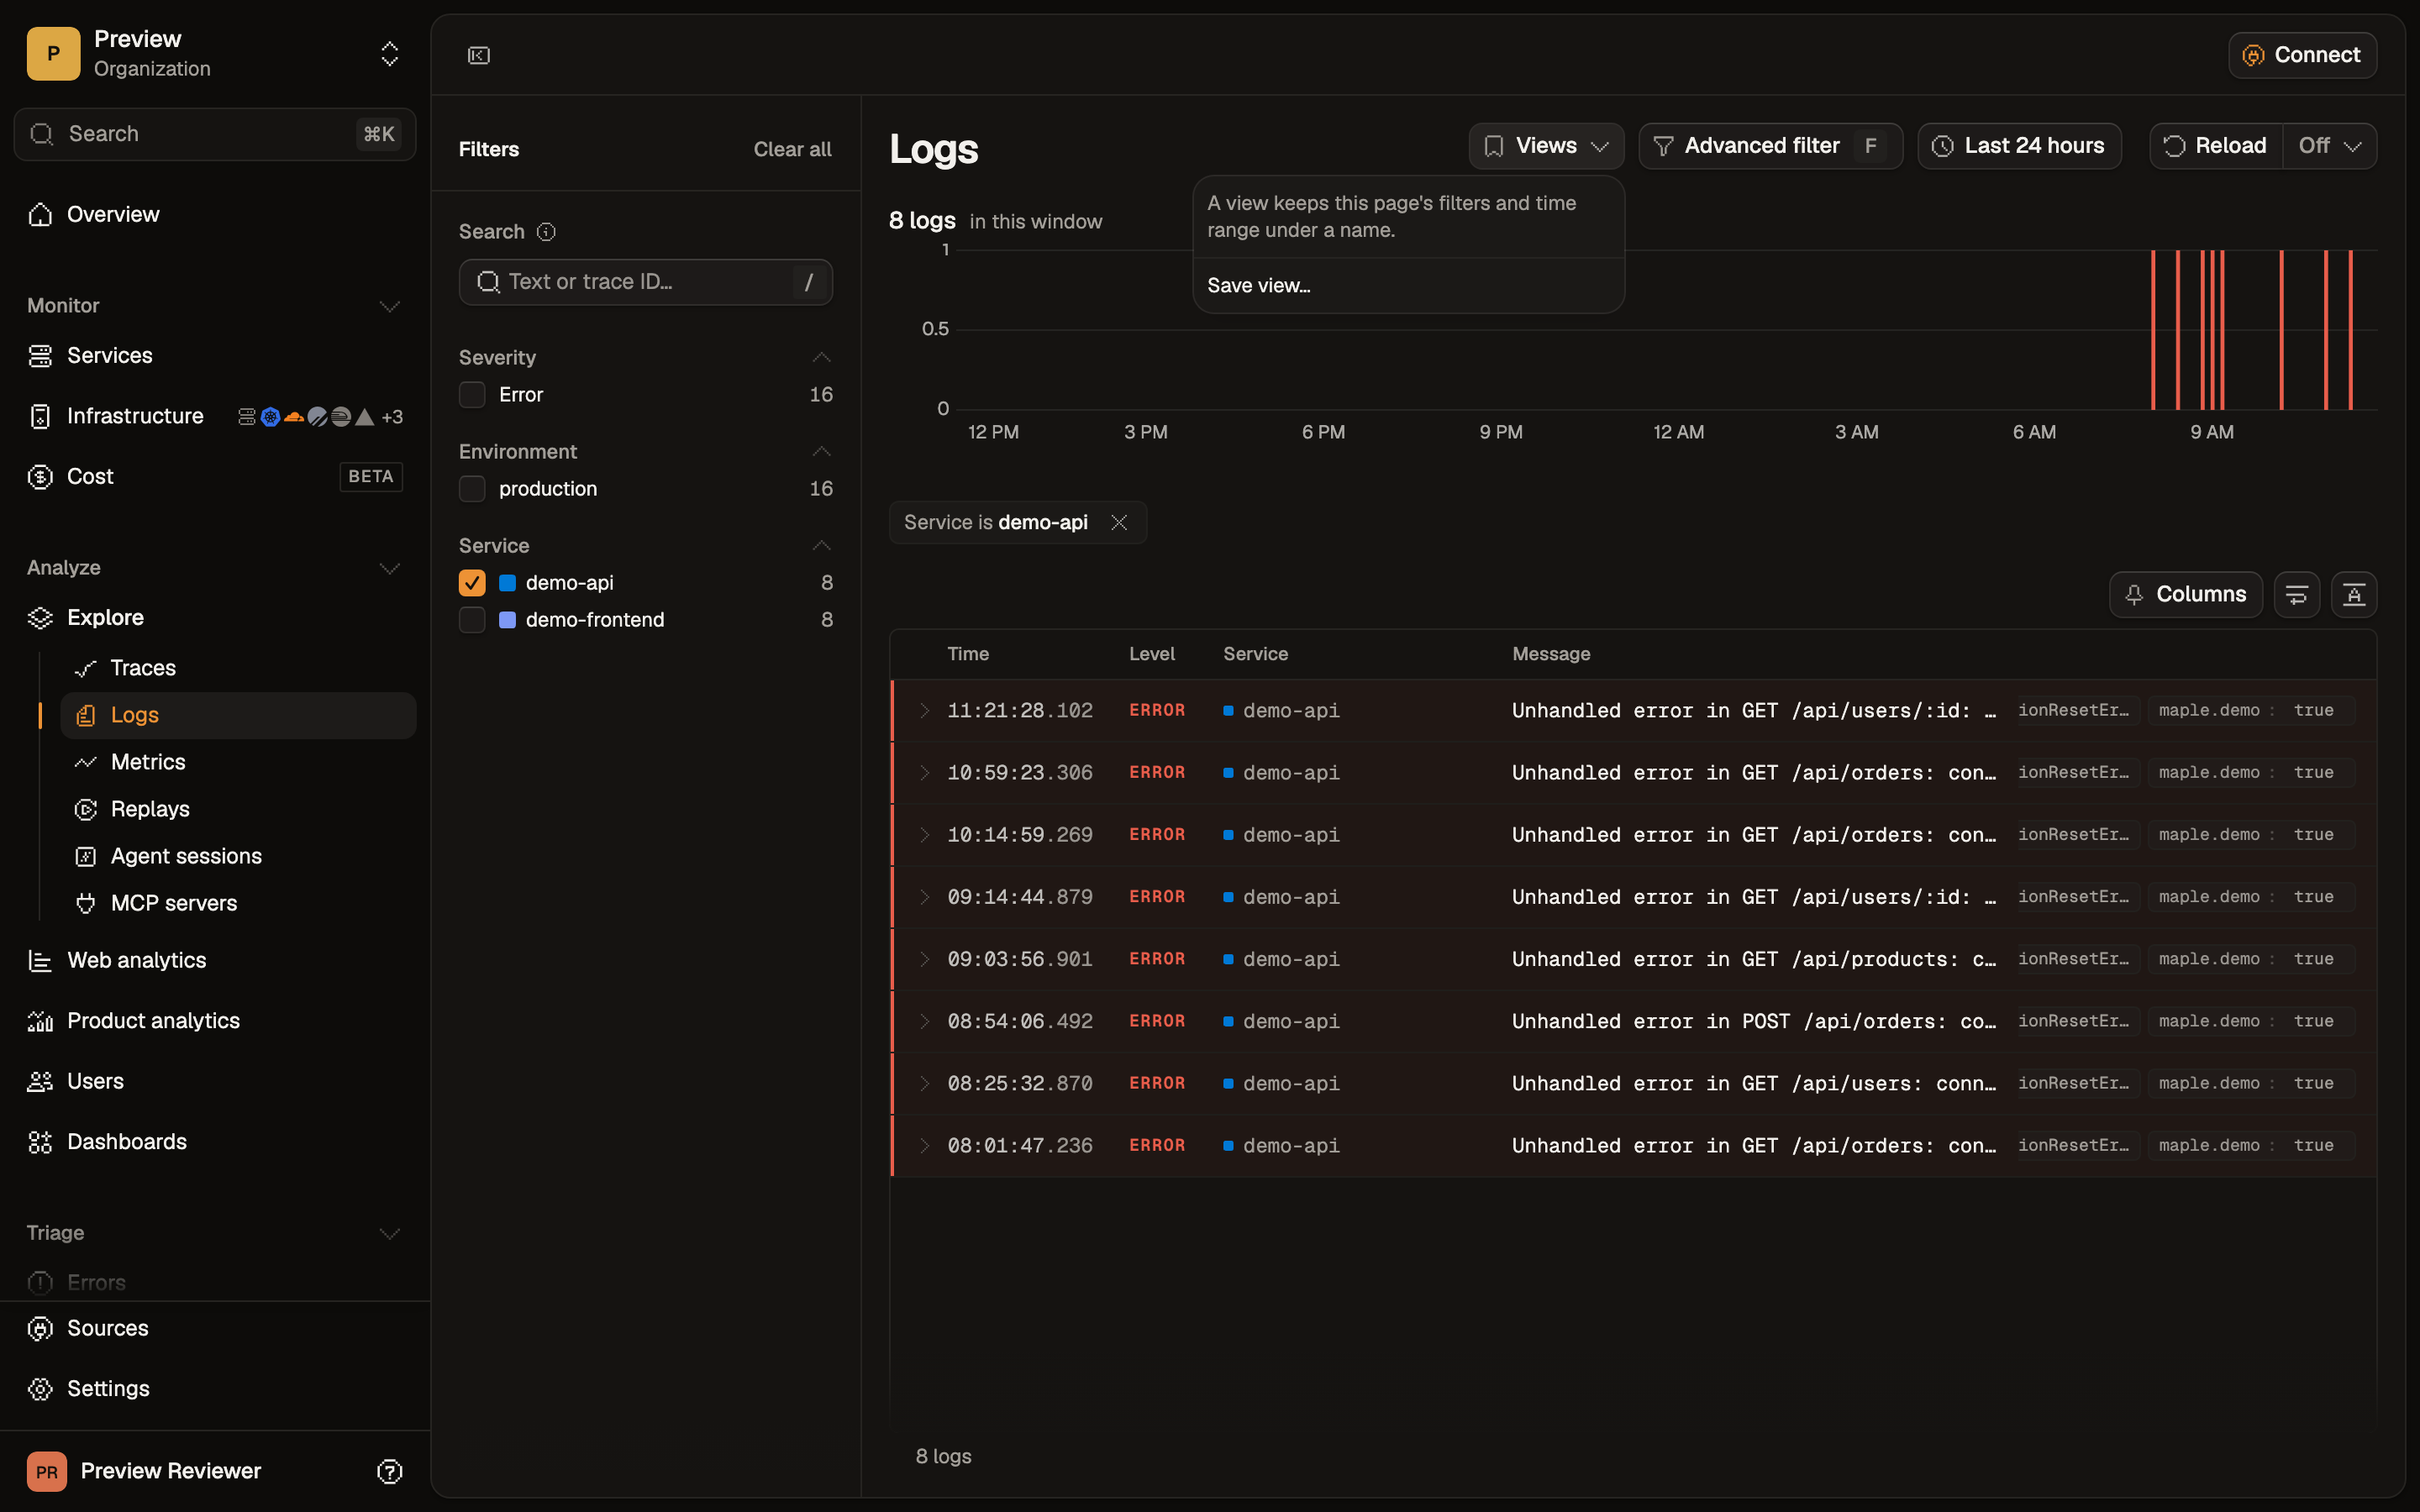 P
Preview
Organization
Search
⌘K
Overview
Monitor
Services
Infrastructure
+3
Cost
BETA
Analyze
Explore
Traces
Logs
Metrics
Replays
Agent sessions
MCP servers
Web analytics
Product analytics
Users
Dashboards
Triage
Errors
Sources
Settings
PR
Preview Reviewer
Connect
Filters
Clear all
Search
Text or trace ID...
/
Severity
Error 16
Environment
production 16
Service
demo-api 8
demo-frontend 8
Logs
Views
Advanced filter F
Last 24 hours
Reload
Off
A view keeps this page's filters and time
range under a name.
Save view...
8 logs in this window
1
0.5
0
12 PM 3 PM 6 PM 9 PM 12 AM 3 AM 6 AM 9 AM
Service is demo-api
Columns
Time Level Service Message
11:21:28.102 ERROR demo-api Unhandled error in GET /api/users/:id: … ionResetEr… maple.demo : true
10:59:23.306 ERROR demo-api Unhandled error in GET /api/orders: con… ionResetEr… maple.demo : true
10:14:59.269 ERROR demo-api Unhandled error in GET /api/orders: con… ionResetEr… maple.demo : true
09:14:44.879 ERROR demo-api Unhandled error in GET /api/users/:id: … ionResetEr… maple.demo : true
09:03:56.901 ERROR demo-api Unhandled error in GET /api/products: c… ionResetEr… maple.demo : true
08:54:06.492 ERROR demo-api Unhandled error in POST /api/orders: co… ionResetEr… maple.demo : true
08:25:32.870 ERROR demo-api Unhandled error in GET /api/users: conn… ionResetEr… maple.demo : true
08:01:47.236 ERROR demo-api Unhandled error in GET /api/orders: con… ionResetEr… maple.demo : true
8 logs